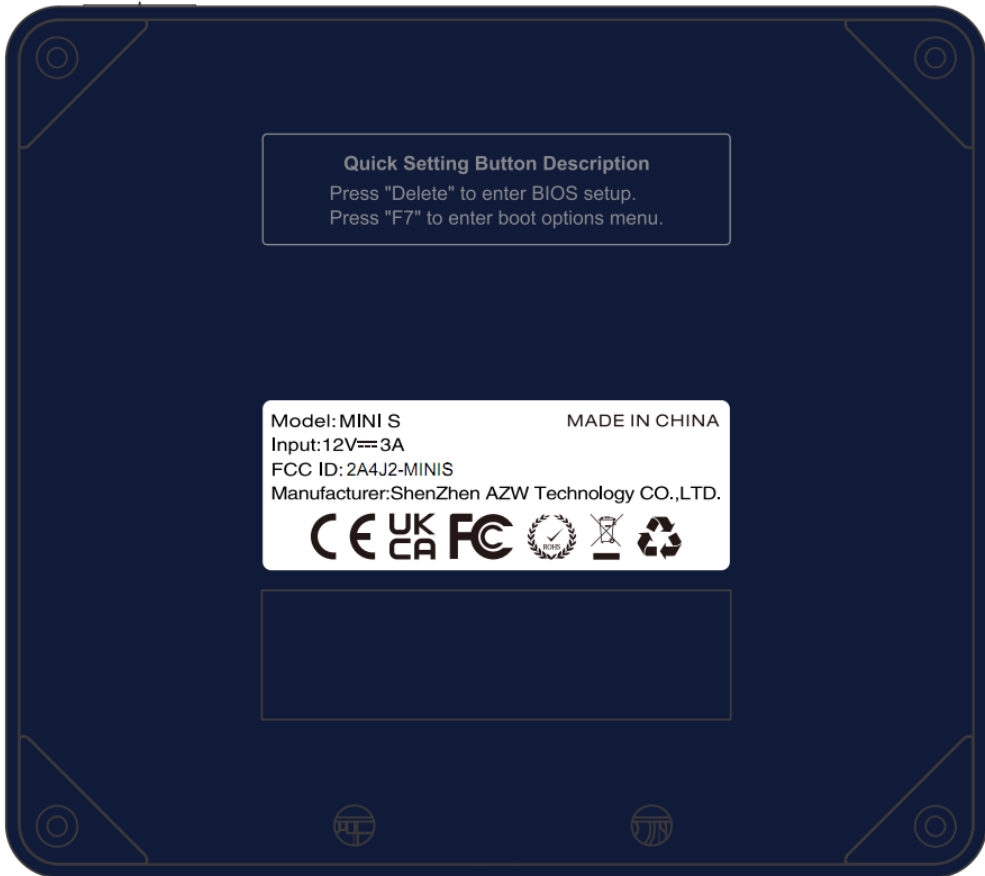 Quick Setting Button Description
Press "Delete" to enter BIOS setup.
Press "F7" to enter boot options menu.
Model: MINI S MADE IN CHINA
Input:12V⎓3A
FCC ID: 2A4J2-MINIS
Manufacturer:ShenZhen AZW Technology CO.,LTD.
CE UK CA FC ROHS